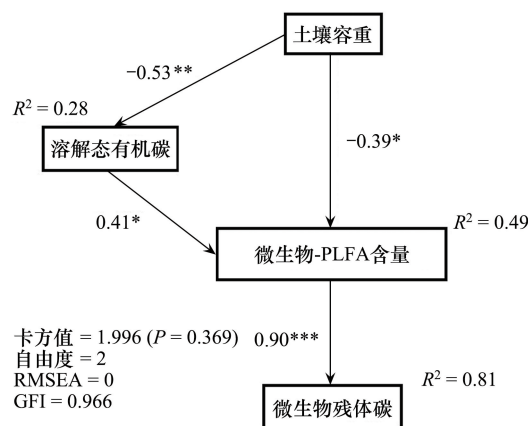 土壤容重
−0.53**
R² = 0.28
溶解态有机碳
−0.39*
0.41*
R² = 0.49
微生物-PLFA含量
卡方值 = 1.996 (P = 0.369)
0.90***
自由度 = 2
RMSEA = 0
GFI = 0.966
R² = 0.81
微生物残体碳